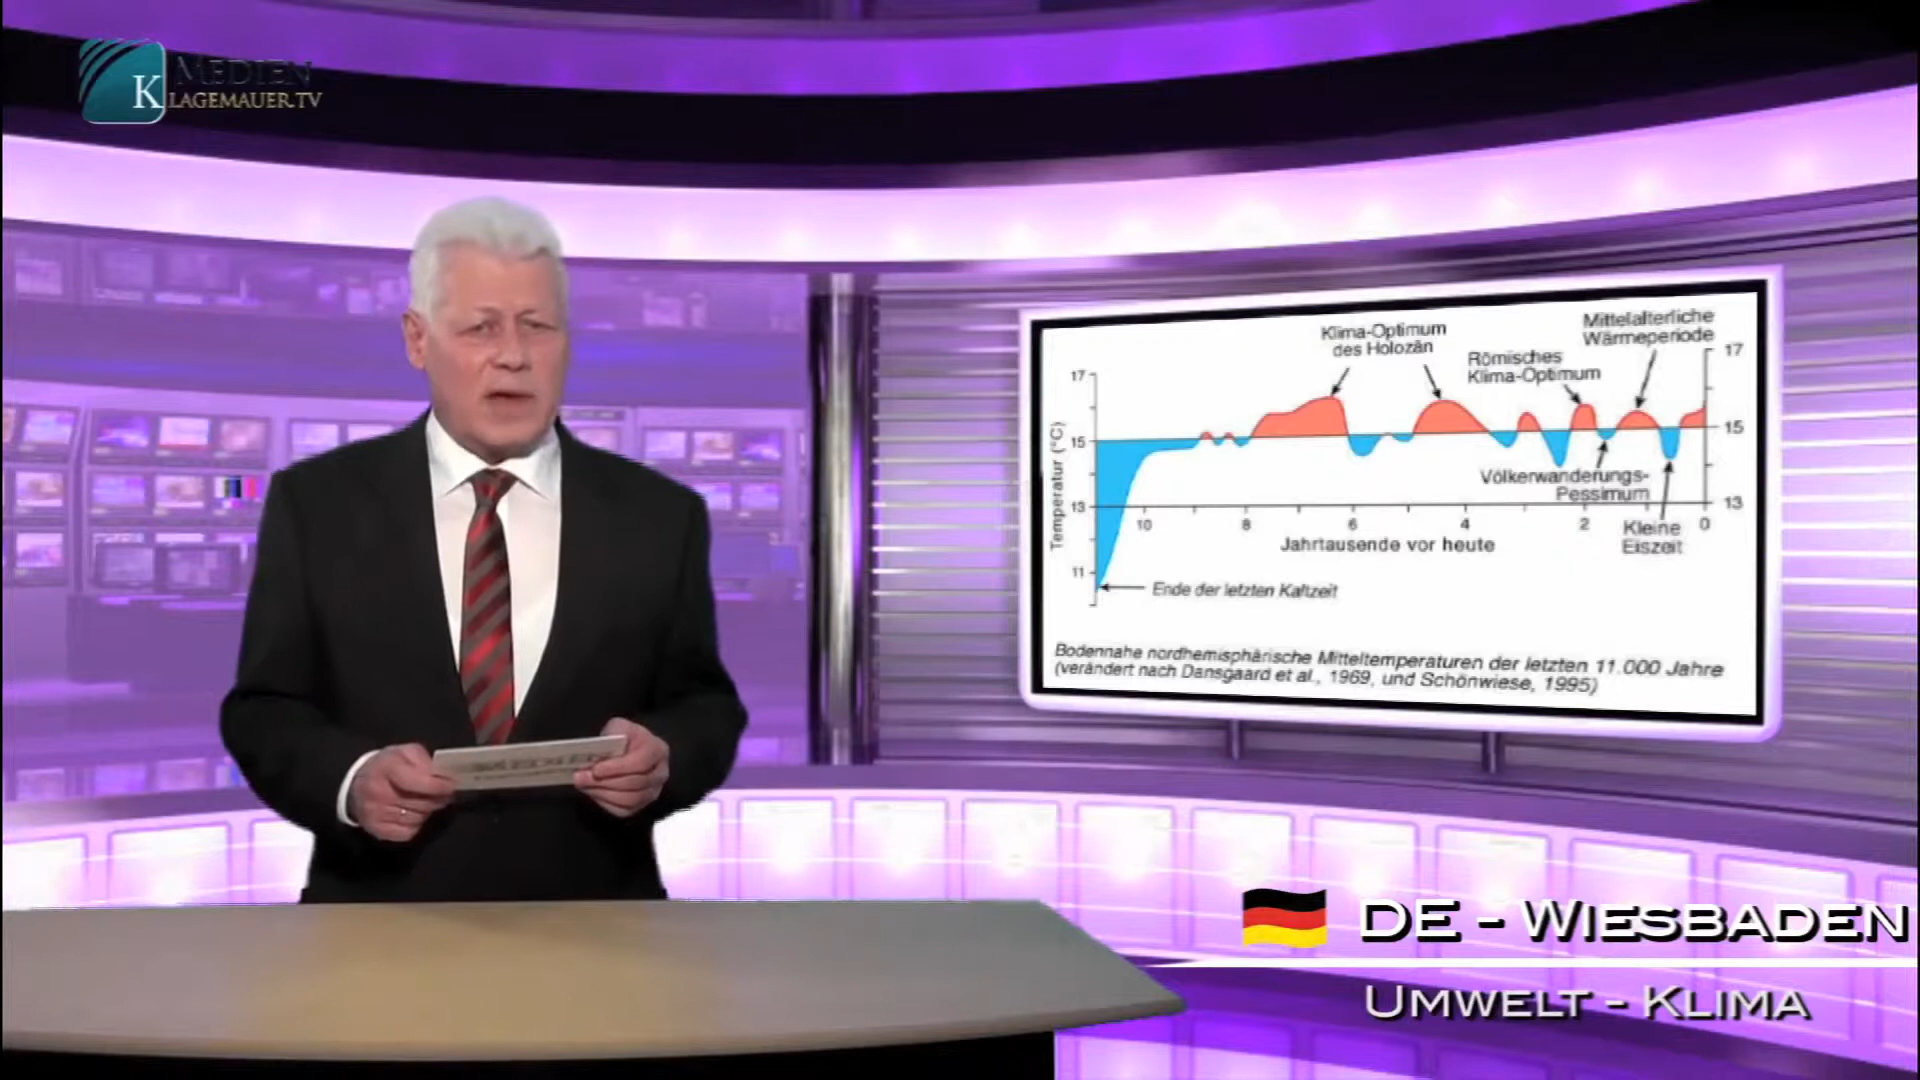 MEDIEN
KLAGEMAUER.TV
Klima-Optimum
des Holozän
Römisches
Klima-Optimum
Mittelalterliche
Wärmeperiode
17
17
15
15
13
13
11
Temperatur (°C)
10
8
6
4
2
0
Jahrtausende vor heute
Völkerwanderungs-
Pessimum
Kleine
Eiszeit
Ende der letzten Kaltzeit
Bodennahe nordhemisphärische Mitteltemperaturen der letzten 11.000 Jahre
(verändert nach Dansgaard et al., 1969, und Schönwiese, 1995)
DE - WIESBADEN
UMWELT - KLIMA